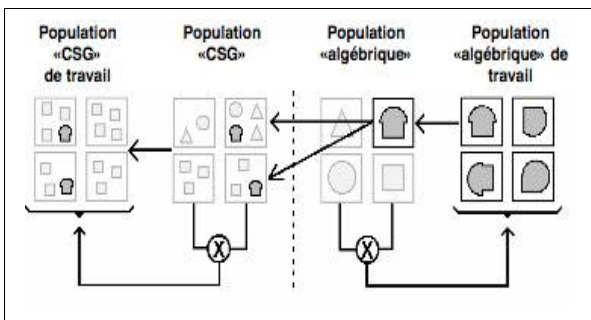 Population
«CSG»
de travail
Population
«CSG»
Population
«algébrique»
Population
«algébrique» de
travail
X
X